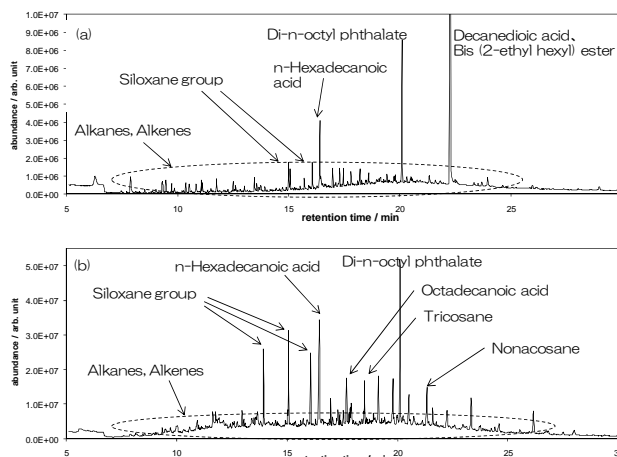 (a)
Di-n-octyl phthalate
Decanedioic acid、
Bis (2-ethyl hexyl) ester
n-Hexadecanoic
acid
Siloxane group
Alkanes, Alkenes
abundance / arb. unit
1.0E+07
9.0E+06
8.0E+06
7.0E+06
6.0E+06
5.0E+06
4.0E+06
3.0E+06
2.0E+06
1.0E+06
0.0E+00
5 10 15 20 25
retention time / min
(b)
Di-n-octyl phthalate
n-Hexadecanoic acid
Siloxane group
Octadecanoic acid
Tricosane
Nonacosane
Alkanes, Alkenes
abundance / arb. unit
5.0E+07
4.0E+07
3.0E+07
2.0E+07
1.0E+07
0.0E+00
5 10 15 20 25